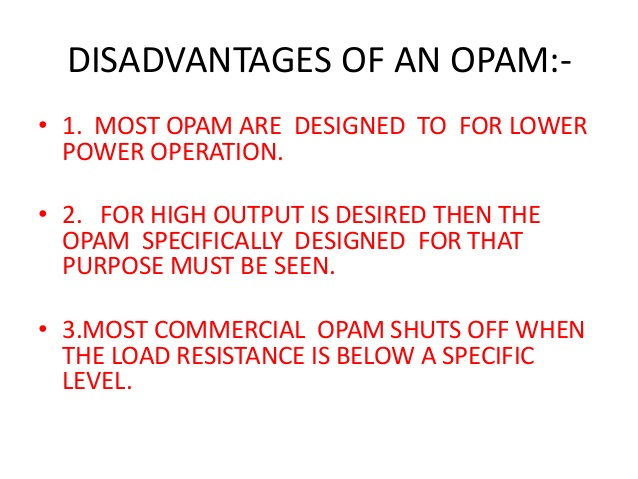 DISADVANTAGES OF AN OPAM:-
• 1.  MOST OPAM ARE  DESIGNED  TO  FOR LOWER
POWER OPERATION.
• 2.   FOR HIGH OUTPUT IS DESIRED THEN THE
OPAM  SPECIFICALLY  DESIGNED  FOR THAT
PURPOSE MUST BE SEEN.
• 3.MOST COMMERCIAL  OPAM SHUTS OFF WHEN
THE LOAD RESISTANCE IS BELOW A SPECIFIC
LEVEL.